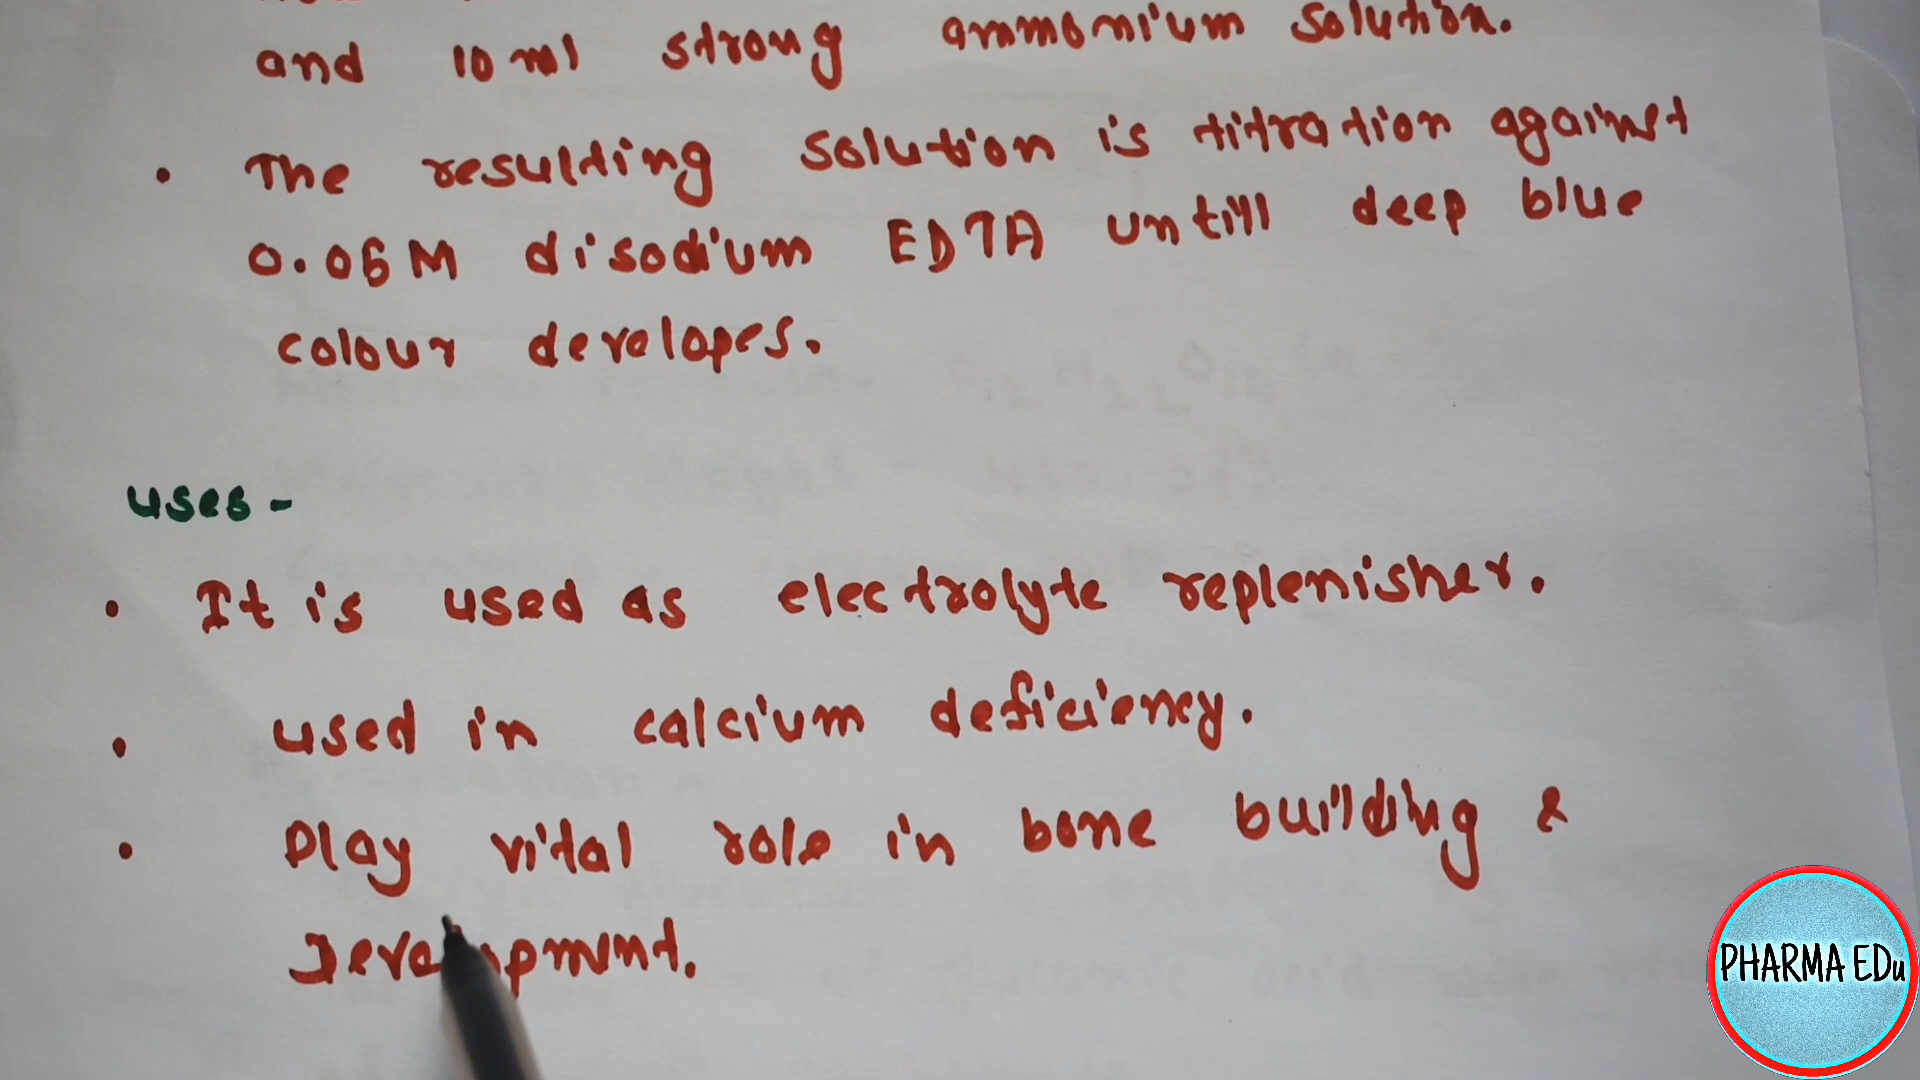 and 10 ml strong ammonium solution.
• The resulting solution is titration against
0.05M disodium EDTA untill deep blue
colour developes.
uses -
• It is used as electrolyte replenisher.
• used in calcium deficiency.
• Play vital role in bone building &
Development.
PHARMA EDu